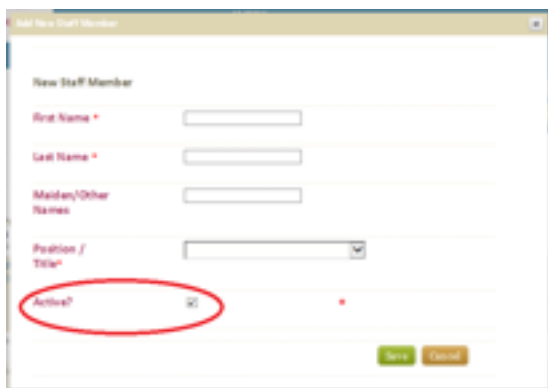 Add New Staff Member
New Staff Member
First Name *
Last Name *
Maiden/Other
Names
Position /
Title*
Active? *
Save Cancel